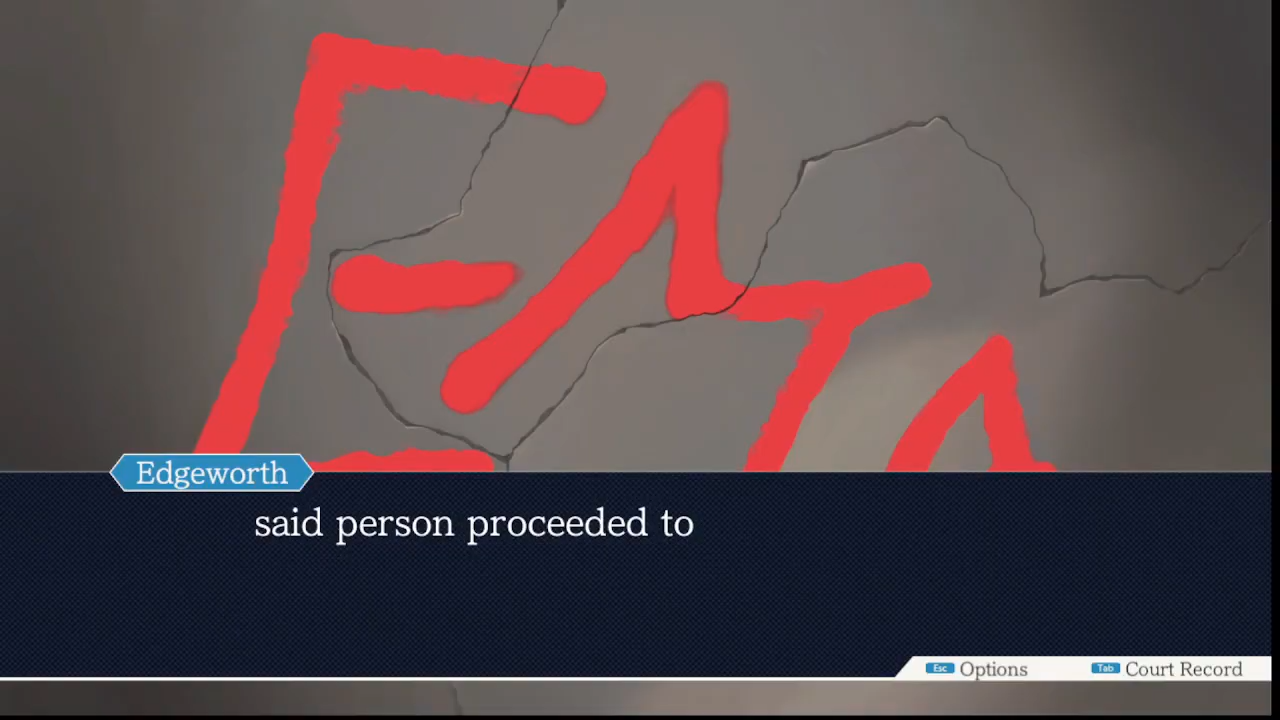 Edgeworth
said person proceeded to
Esc Options
Tab Court Record